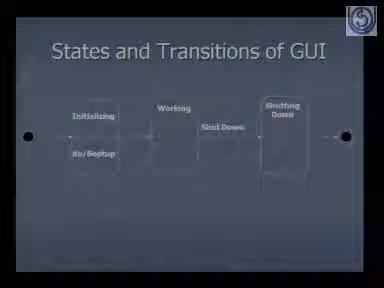 States and Transitions of GUI
Initializing
do/Bootup
Working
Shut Down
Shutting
Down